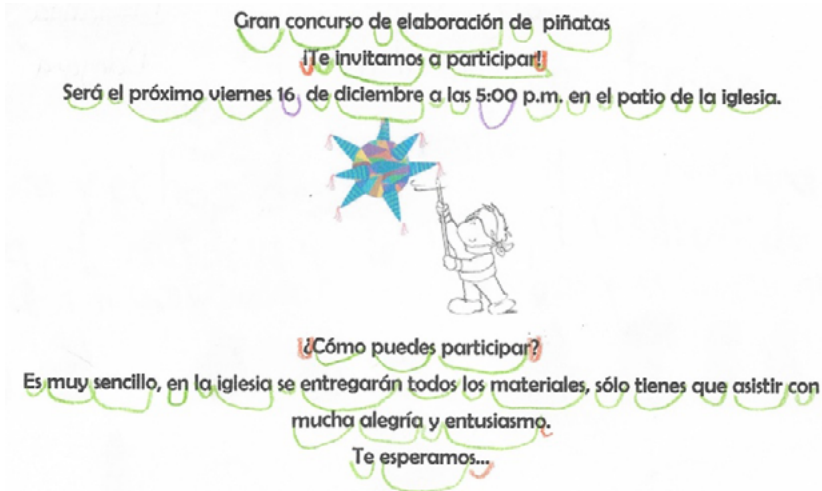 Gran concurso de elaboración de piñatas
¡Te invitamos a participar!
Será el próximo viernes 16 de diciembre a las 5:00 p.m. en el patio de la iglesia.
¿Cómo puedes participar?
Es muy sencillo, en la iglesia se entregarán todos los materiales, sólo tienes que asistir con
mucha alegría y entusiasmo.
Te esperamos...